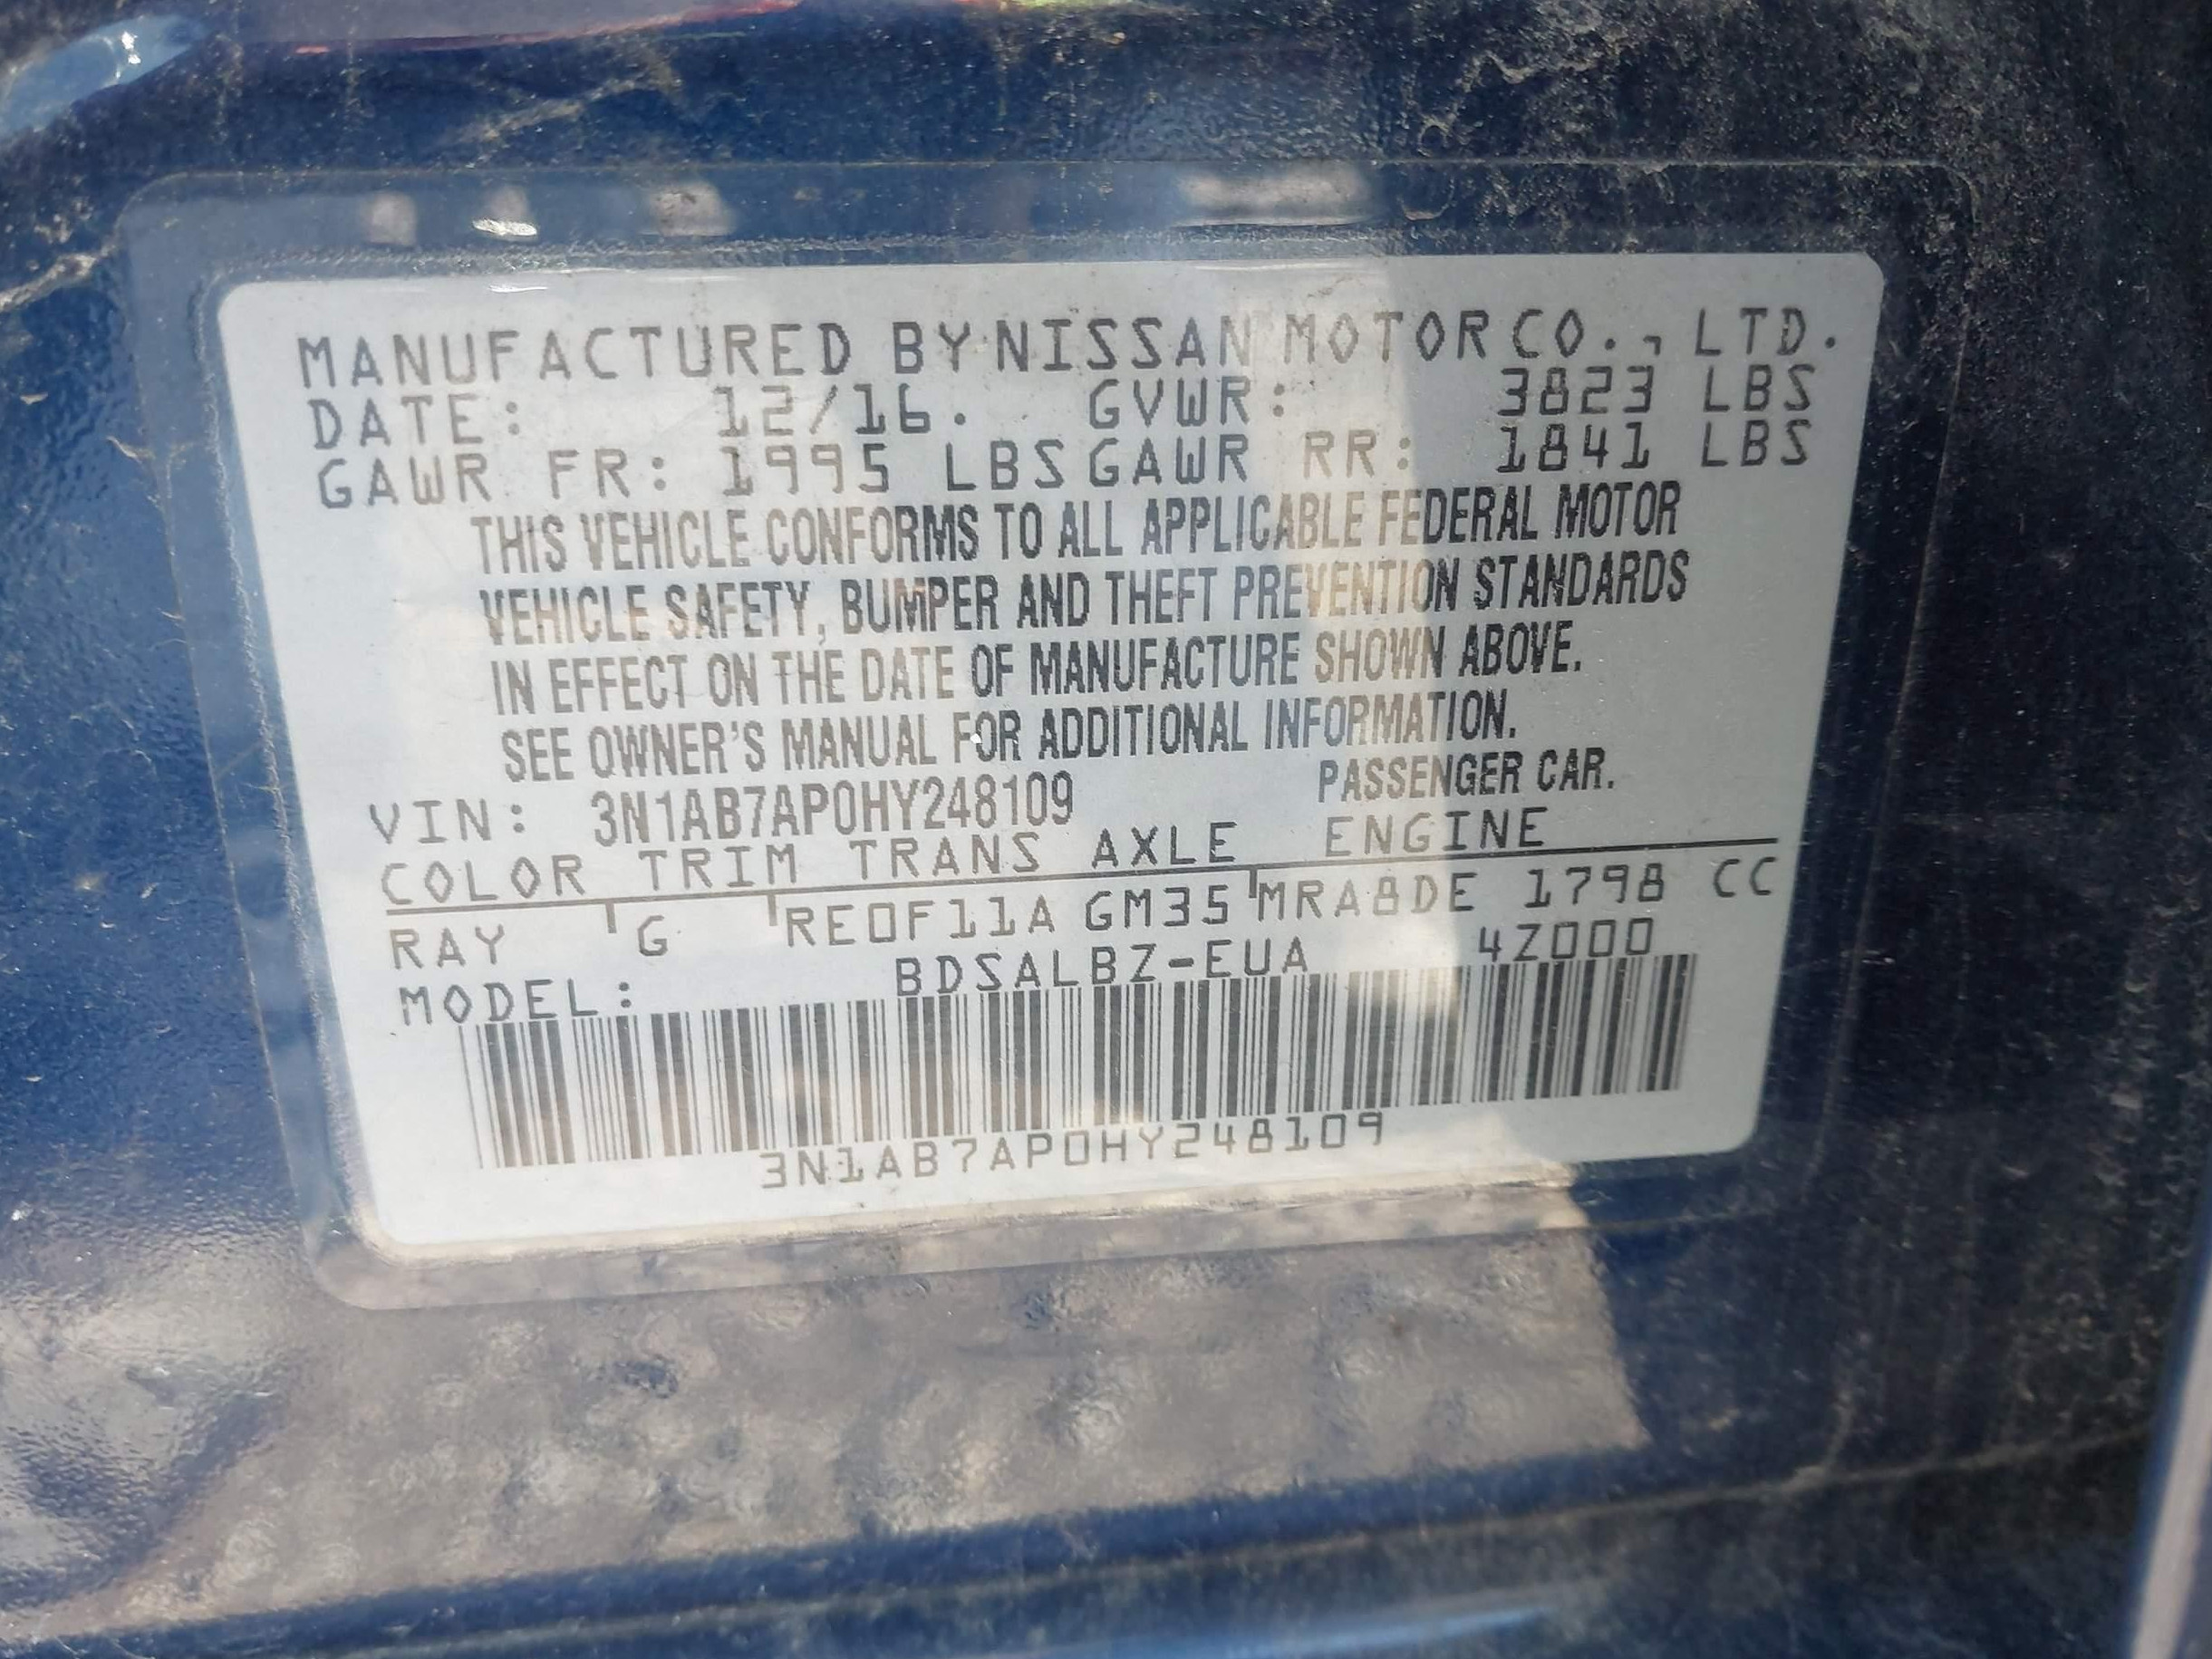 MANUFACTURED BY NISSAN MOTOR CO., LTD.
DATE: 12/16. GVWR: 3823 LBS
GAWR FR: 1995 LBS GAWR RR: 1841 LBS
THIS VEHICLE CONFORMS TO ALL APPLICABLE FEDERAL MOTOR
VEHICLE SAFETY, BUMPER AND THEFT PREVENTION STANDARDS
IN EFFECT ON THE DATE OF MANUFACTURE SHOWN ABOVE.
SEE OWNER'S MANUAL FOR ADDITIONAL INFORMATION.
VIN: 3N1AB7AP0HY248109 PASSENGER CAR.
COLOR TRIM TRANS AXLE ENGINE
RAY G RE0F11A GM35 MRA8DE 1798 CC
MODEL: BDSALBZ-EUA 4Z000
3N1AB7AP0HY248109